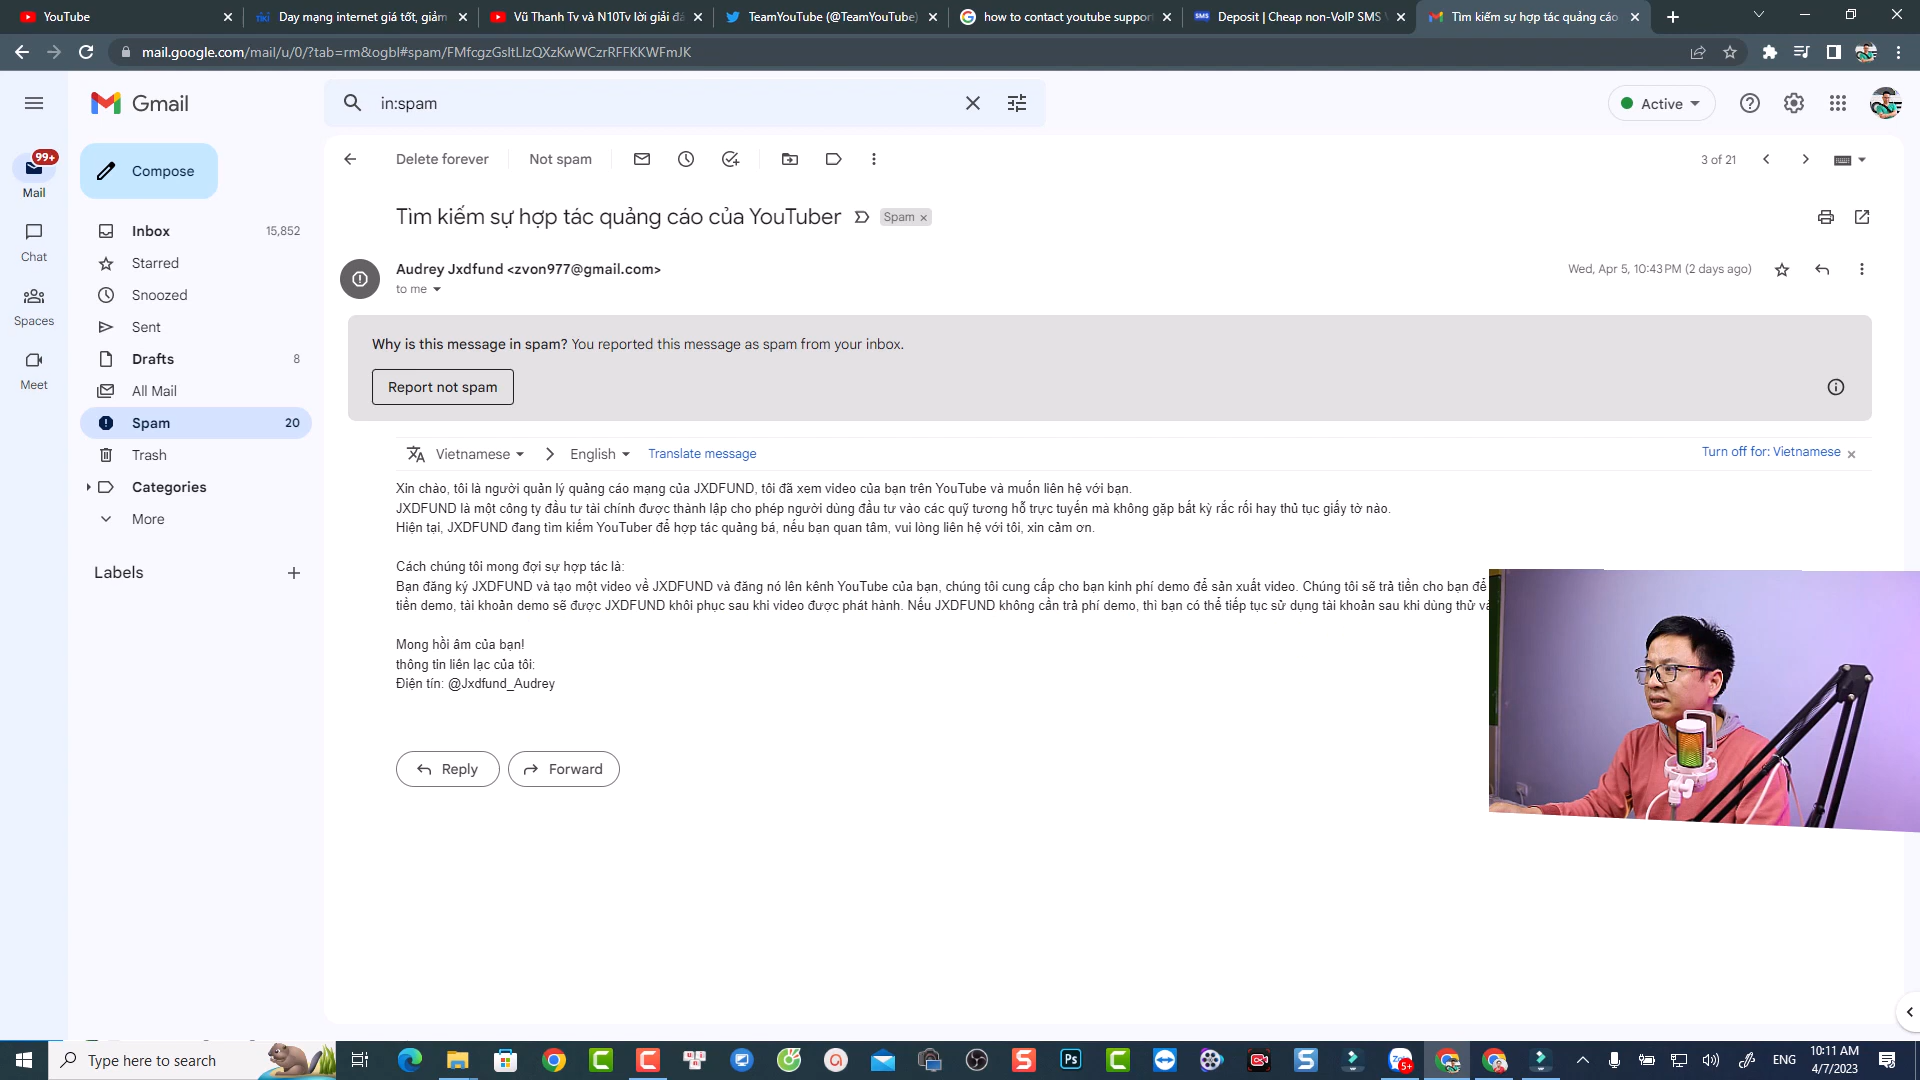 YouTube
TIKI
Day mạng internet giá tốt, giảm
Vũ Thanh Tv và N10Tv lời giải đá
TeamYouTube (@TeamYouTube)
how to contact youtube support
SMS
Deposit | Cheap non-VoIP SMS
Tìm kiếm sự hợp tác quảng cáo
mail.google.com/mail/u/0/?tab=rm&ogbl#spam/FMfcgzGsltLlzQXzKwWCzrRFFKKWFmJK
Gmail
in:spam
Active
99+
Mail
Chat
Spaces
Meet
Compose
Inbox 15,852
Starred
Snoozed
Sent
Drafts 8
All Mail
Spam 20
Trash
Categories
More
Labels
Delete forever
Not spam
3 of 21
Tìm kiếm sự hợp tác quảng cáo của YouTuber
Spam ×
Audrey Jxdfund <zvon977@gmail.com>
Wed, Apr 5, 10:43 PM (2 days ago)
to me
Why is this message in spam? You reported this message as spam from your inbox.
Report not spam
Vietnamese
English
Translate message
Turn off for: Vietnamese ×
Xin chào, tôi là người quản lý quảng cáo mạng của JXDFUND, tôi đã xem video của bạn trên YouTube và muốn liên hệ với bạn.
JXDFUND là một công ty đầu tư tài chính được thành lập cho phép người dùng đầu tư vào các quỹ tương hỗ trực tuyến mà không gặp bất kỳ rắc rối hay thủ tục giấy tờ nào.
Hiện tại, JXDFUND đang tìm kiếm YouTuber để hợp tác quảng bá, nếu bạn quan tâm, vui lòng liên hệ với tôi, xin cảm ơn.
Cách chúng tôi mong đợi sự hợp tác là:
Bạn đăng ký JXDFUND và tạo một video về JXDFUND và đăng nó lên kênh YouTube của bạn, chúng tôi cung cấp cho bạn kinh phí demo để sản xuất video. Chúng tôi sẽ trả tiền cho bạn để
tiền demo, tài khoản demo sẽ được JXDFUND khôi phục sau khi video được phát hành. Nếu JXDFUND không cần trả phí demo, thì bạn có thể tiếp tục sử dụng tài khoản sau khi dùng thử
Mong hồi âm của bạn!
thông tin liên lạc của tôi:
Điện tín: @Jxdfund_Audrey
Reply
Forward
Type here to search
Ps
Zalo
5+
ENG
10:11 AM
4/7/2023